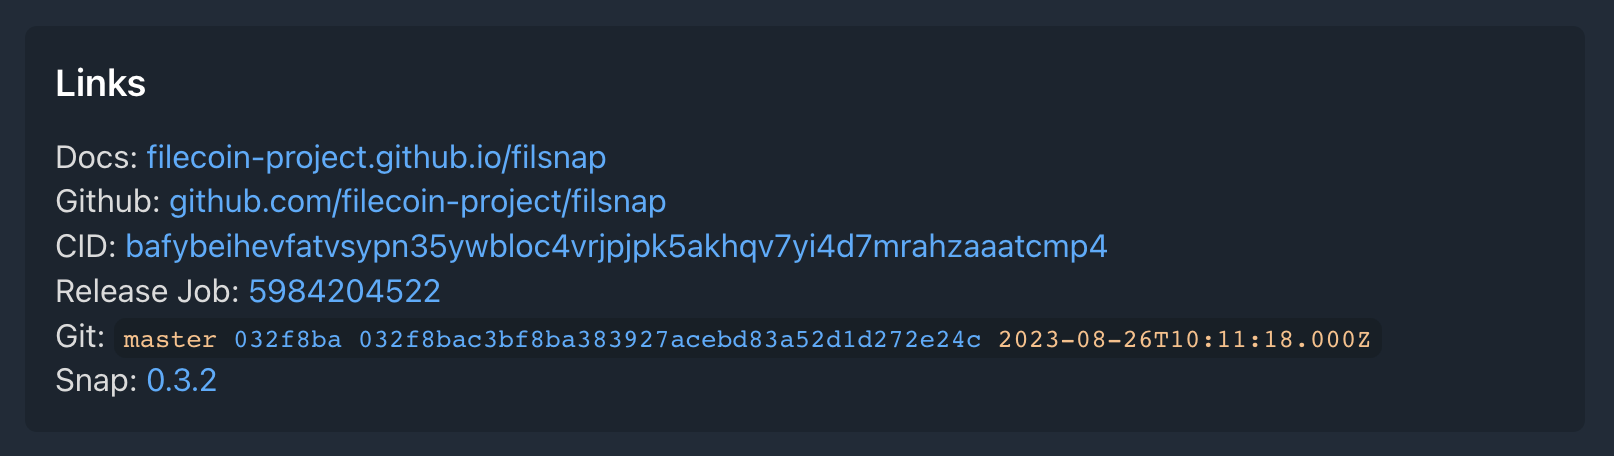 Links
Docs: filecoin-project.github.io/filsnap
Github: github.com/filecoin-project/filsnap
CID: bafybeihevfatvsypn35ywbloc4vrjpjpk5akhqv7yi4d7mrahzaaatcmp4
Release Job: 5984204522
Git: master 032f8ba 032f8bac3bf8ba383927acebd83a52d1d272e24c 2023-08-26T10:11:18.000Z
Snap: 0.3.2